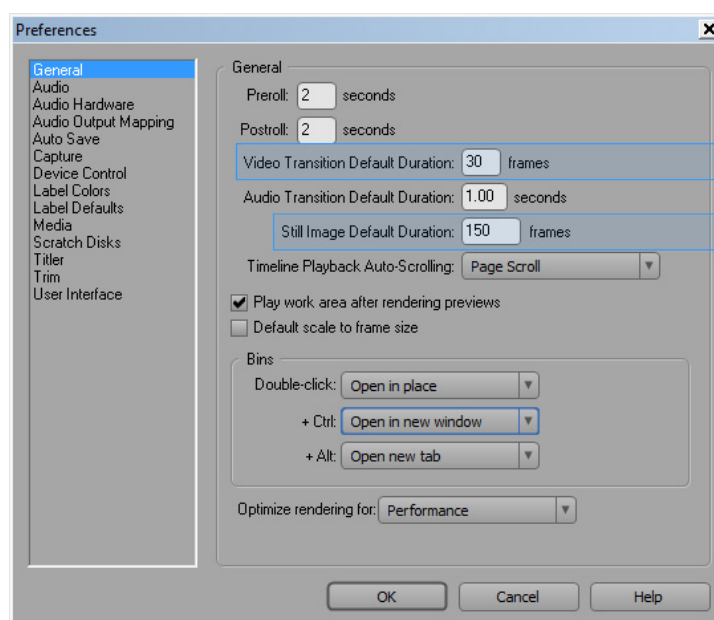 Preferences
General
Audio
Audio Hardware
Audio Output Mapping
Auto Save
Capture
Device Control
Label Colors
Label Defaults
Media
Scratch Disks
Titler
Trim
User Interface
General
Preroll: 2 seconds
Postroll: 2 seconds
Video Transition Default Duration: 30 frames
Audio Transition Default Duration: 1.00 seconds
Still Image Default Duration: 150 frames
Timeline Playback Auto-Scrolling: Page Scroll
Play work area after rendering previews
Default scale to frame size
Bins
Double-click: Open in place
+ Ctrl: Open in new window
+ Alt: Open new tab
Optimize rendering for: Performance
OK Cancel Help